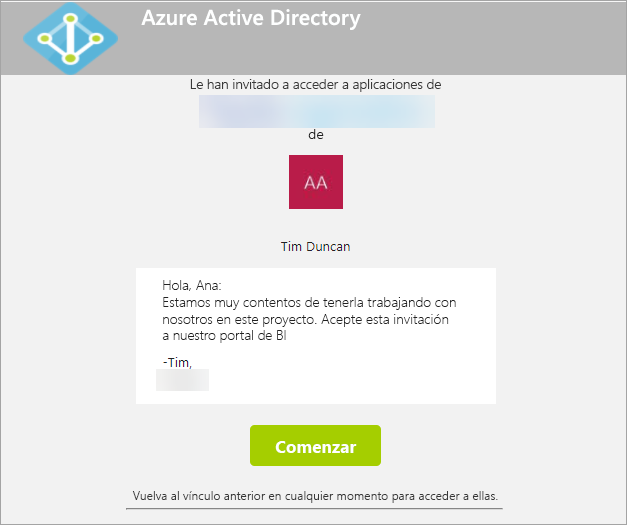 Azure Active Directory
Le han invitado a acceder a aplicaciones de
de
AA
Tim Duncan
Hola, Ana:
Estamos muy contentos de tenerla trabajando con
nosotros en este proyecto. Acepte esta invitación
a nuestro portal de BI
-Tim,
Comenzar
Vuelva al vínculo anterior en cualquier momento para acceder a ellas.